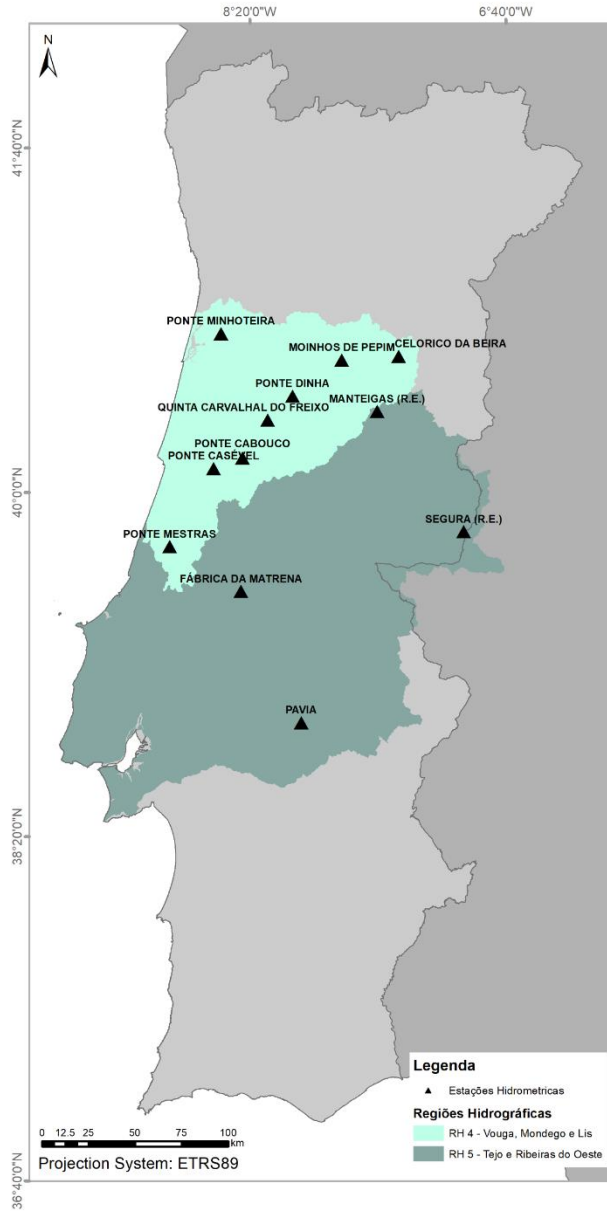 8°20'0"W
6°40'0"W
N
41°40'0"N
PONTE MINHOTEIRA
MOINHOS DE PEPIM
CELORICO DA BEIRA
PONTE DINHA
MANTEIGAS (R.E.)
QUINTA CARVALHAL DO FREIXO
PONTE CABOUCO
PONTE CASÉVEL
40°0'0"N
SEGURA (R.E.)
PONTE MESTRAS
FÁBRICA DA MATRENA
PAVIA
38°20'0"N
Legenda
Estações Hidrometricas
Regiões Hidrográficas
RH 4 - Vouga, Mondego e Lis
RH 5 - Tejo e Ribeiras do Oeste
0 12.5 25 50 75 100
km
Projection System: ETRS89
36°40'0"N